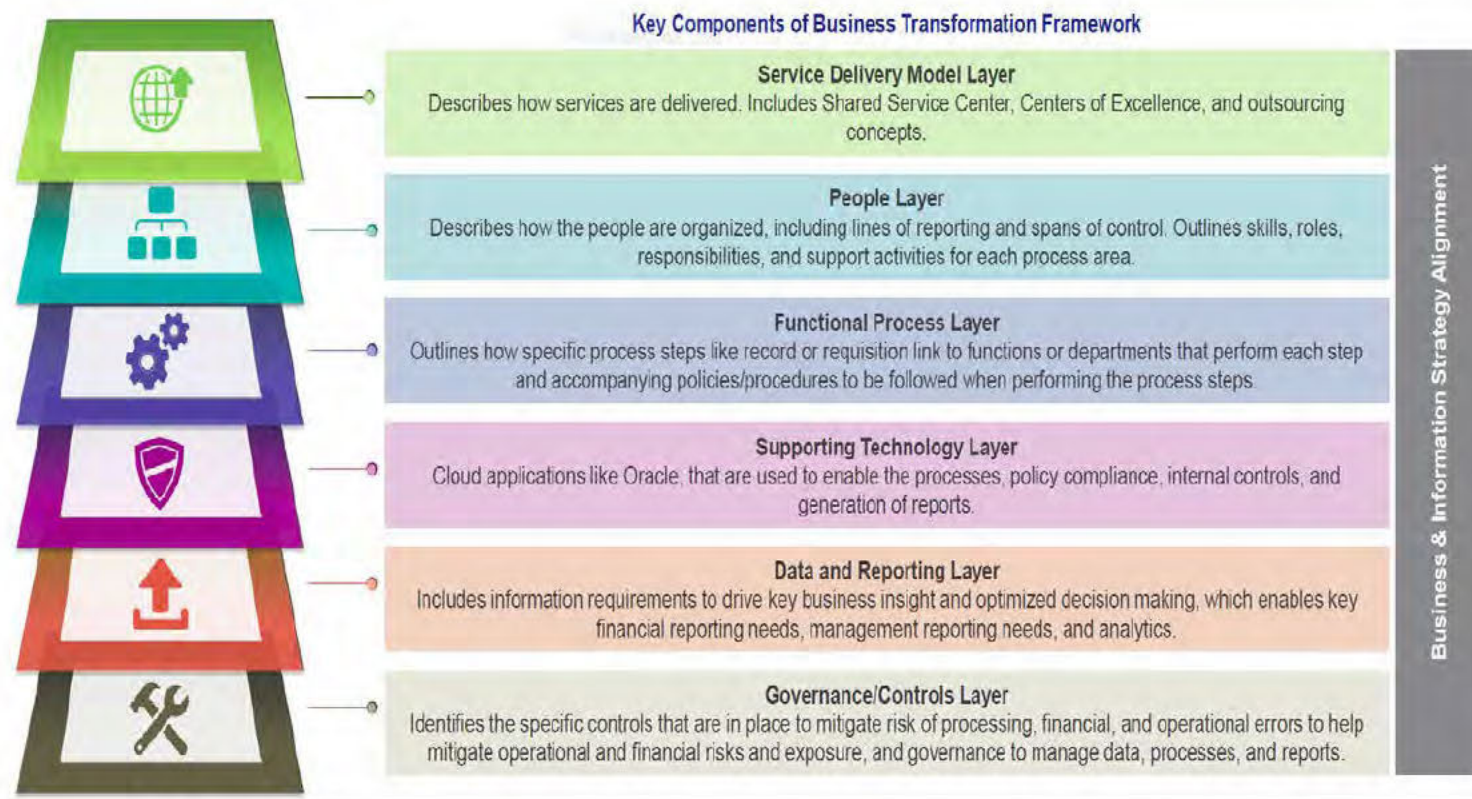 Key Components of Business Transformation Framework
Service Delivery Model Layer
Describes how services are delivered. Includes Shared Service Center, Centers of Excellence, and outsourcing
concepts.
People Layer
Describes how the people are organized, including lines of reporting and spans of control. Outlines skills, roles,
responsibilities, and support activities for each process area.
Functional Process Layer
Outlines how specific process steps like record or requisition link to functions or departments that perform each step
and accompanying policies/procedures to be followed when performing the process steps.
Supporting Technology Layer
Cloud applications like Oracle, that are used to enable the processes, policy compliance, internal controls, and
generation of reports.
Data and Reporting Layer
Includes information requirements to drive key business insight and optimized decision making, which enables key
financial reporting needs, management reporting needs, and analytics.
Governance/Controls Layer
Identifies the specific controls that are in place to mitigate risk of processing, financial, and operational errors to help
mitigate operational and financial risks and exposure, and governance to manage data, processes, and reports.
Business & Information Strategy Alignment